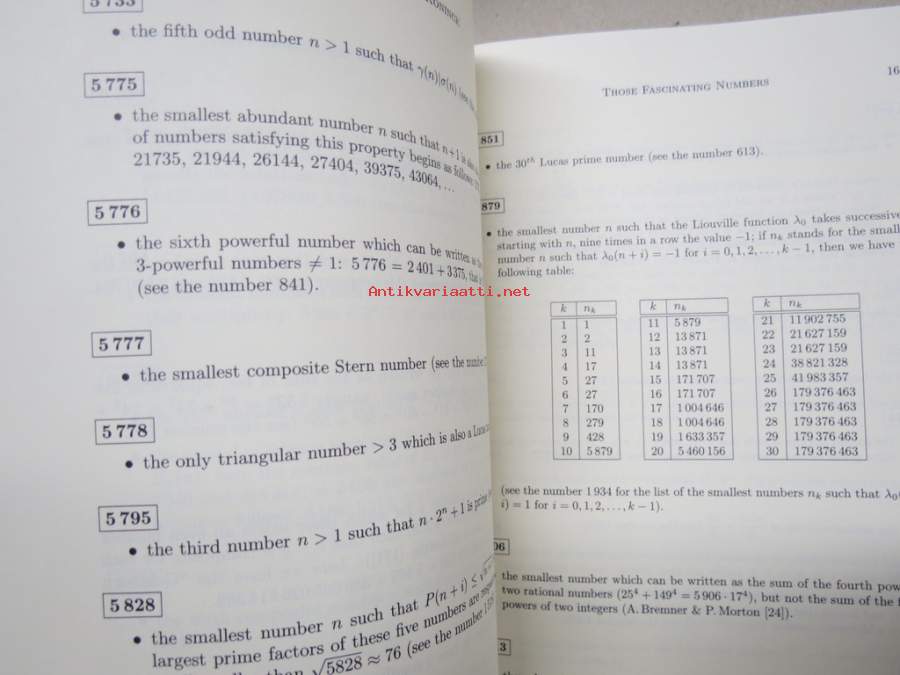 5 733
• the fifth odd number n > 1 such that γ(n)|σ(n)
5 775
• the smallest abundant number n such that n+1 is
of numbers satisfying this property begins as follows:
21735, 21944, 26144, 27404, 39375, 43064, …
5 776
• the sixth powerful number which can be written as
3-powerful numbers ≠ 1: 5 776 = 2 401 + 3375,
(see the number 841).
5 777
• the smallest composite Stern number (see the number
5 778
• the only triangular number > 3 which is also a
5 795
• the third number n > 1 such that n · 2ⁿ + 1 is prime
5 828
• the smallest number n such that P(n + i) ≤
largest prime factors of these five numbers are
√5828 ≈ 76 (see the number
Those Fascinating Numbers
16
851
• the 30th Lucas prime number (see the number 613).
879
• the smallest number n such that the Liouville function λ₀ takes successive
starting with n, nine times in a row the value −1; if nₖ stands for the small
number n such that λ₀(n + i) = −1 for i = 0, 1, 2, …, k − 1, then we have
following table:
k nₖ k nₖ k nₖ
1 1 11 5 879 21 11 902 755
2 2 12 13 871 22 21 627 159
3 11 13 13 871 23 21 627 159
4 17 14 13 871 24 38 821 328
5 27 15 171 707 25 41 983 357
6 27 16 171 707 26 179 376 463
7 170 17 1 004 646 27 179 376 463
8 279 18 1 004 646 28 179 376 463
9 428 19 1 633 357 29 179 376 463
10 5 879 20 5 460 156 30 179 376 463
(see the number 1 934 for the list of the smallest numbers nₖ such that λ₀(
i) = 1 for i = 0, 1, 2, …, k − 1).
06
the smallest number which can be written as the sum of the fourth pow
two rational numbers (25⁴ + 149⁴ = 5 906 · 17⁴), but not the sum of the f
powers of two integers (A. Bremner & P. Morton [24]).
3
Antikvariaatti.net